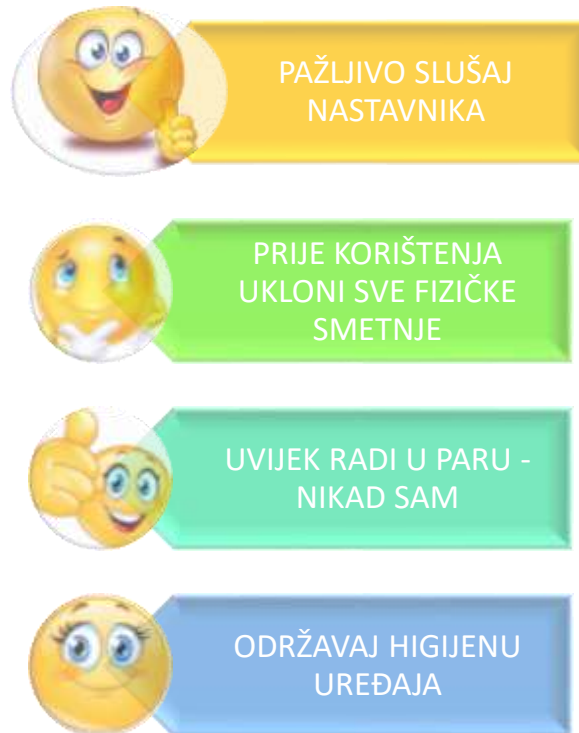 PAŽLJIVO SLUŠAJ
NASTAVNIKA
PRIJE KORIŠTENJA
UKLONI SVE FIZIČKE
SMETNJE
UVIJEK RADI U PARU -
NIKAD SAM
ODRŽAVAJ HIGIJENU
UREĐAJA